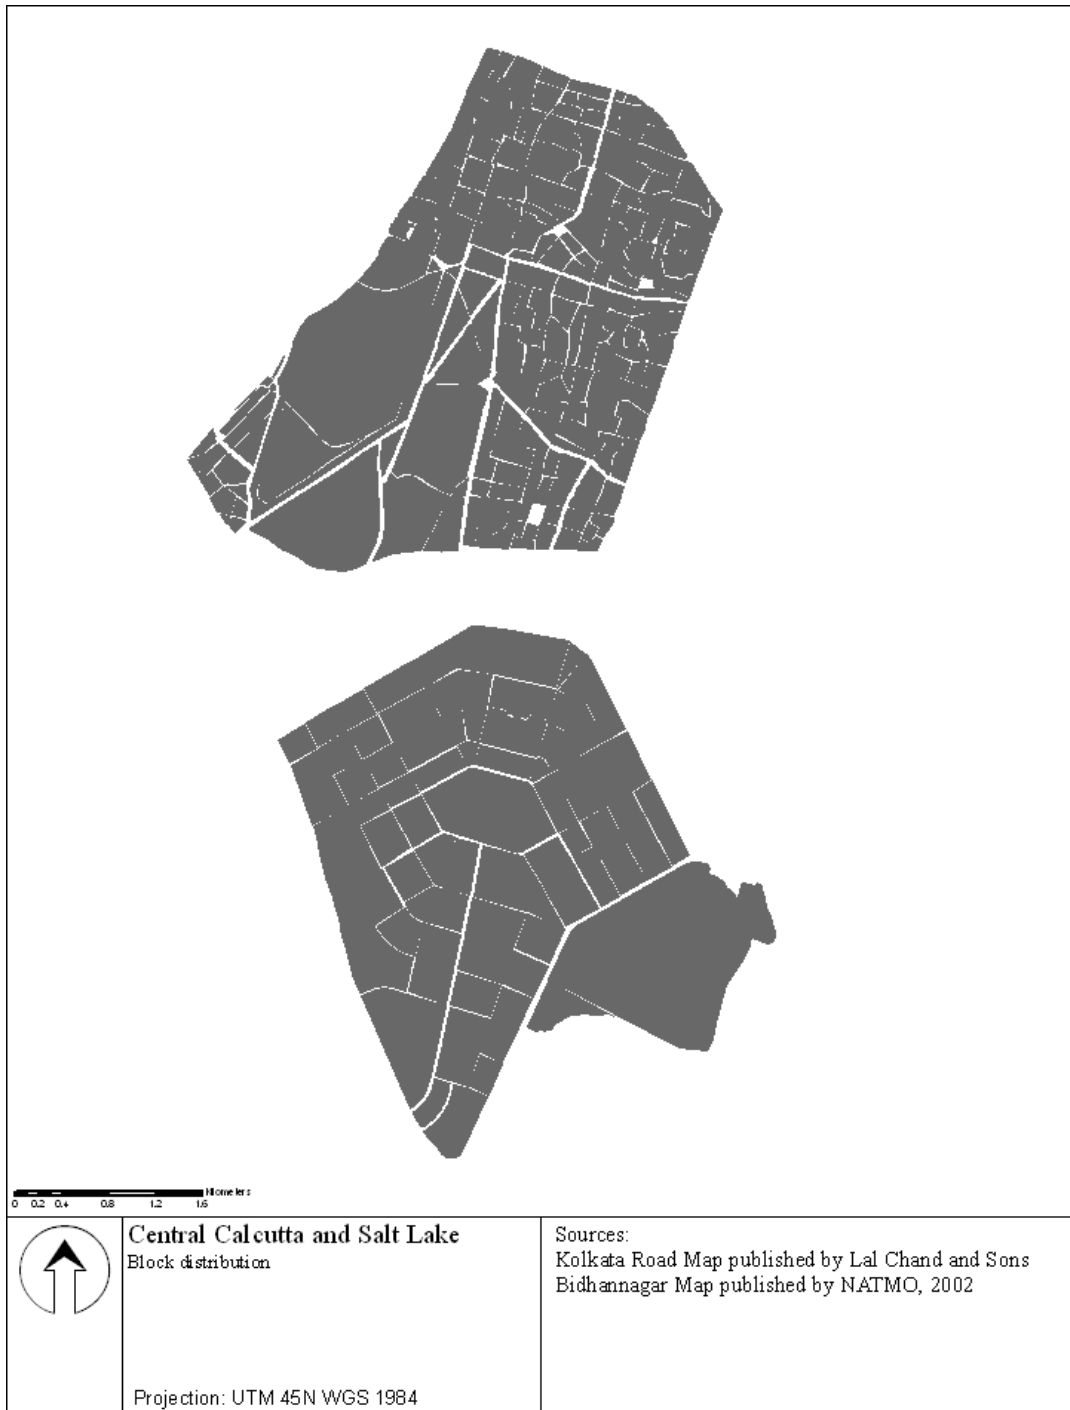 Kilometers
0 0.2 0.4 0.8 1.2 1.6
Central Calcutta and Salt Lake
Block distribution
Projection: UTM 45N WGS 1984
Sources:
Kolkata Road Map published by Lal Chand and Sons
Bidhannagar Map published by NATMO, 2002